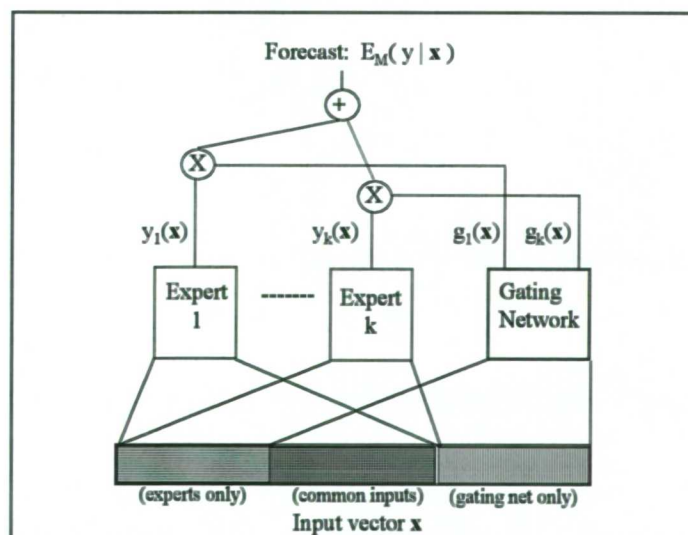 Forecast: E_M( y | x )
+
X
X
y_1(x)
y_k(x)
g_1(x)
g_k(x)
Expert
1
-------
Expert
k
Gating
Network
(experts only)
(common inputs)
(gating net only)
Input vector x